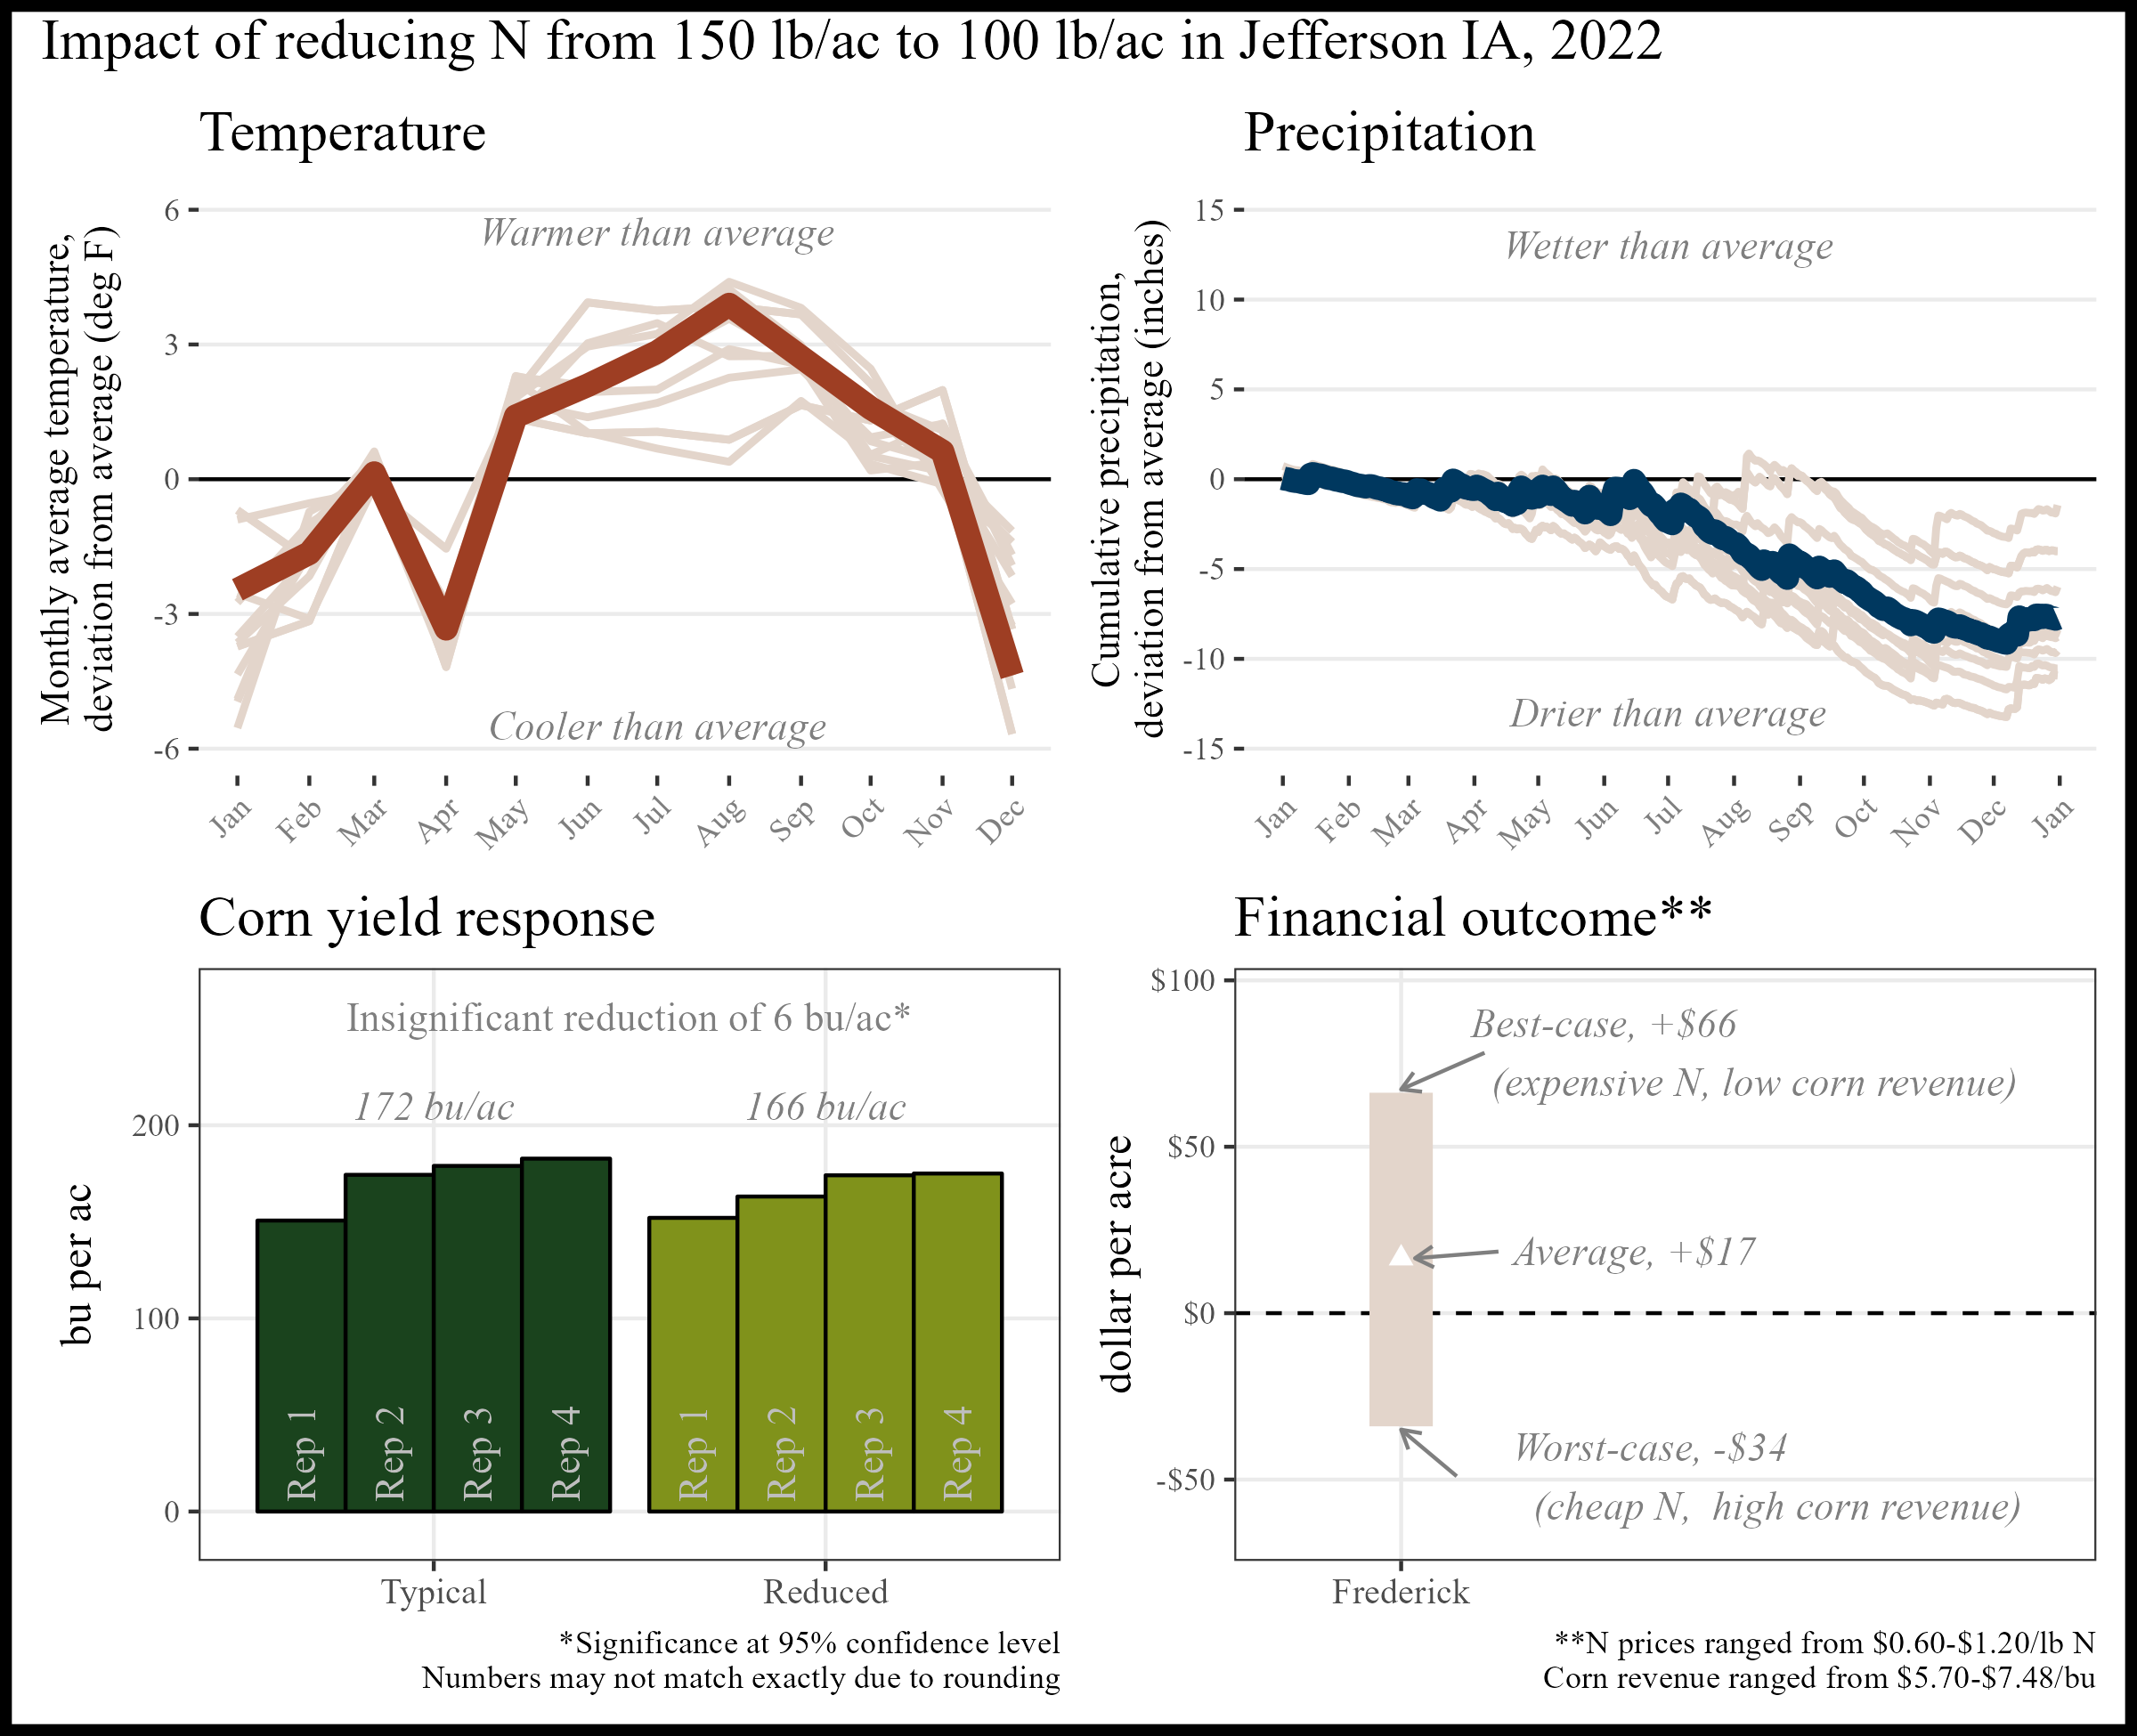 Impact of reducing N from 150 lb/ac to 100 lb/ac in Jefferson IA, 2022
Temperature
Monthly average temperature,
deviation from average (deg F)
6
3
0
-3
-6
Warmer than average
Cooler than average
Jan
Feb
Mar
Apr
May
Jun
Jul
Aug
Sep
Oct
Nov
Dec
Precipitation
Cumulative precipitation,
deviation from average (inches)
15
10
5
0
-5
-10
-15
Wetter than average
Drier than average
Jan
Feb
Mar
Apr
May
Jun
Jul
Aug
Sep
Oct
Nov
Dec
Jan
Corn yield response
bu per ac
200
100
0
Insignificant reduction of 6 bu/ac*
172 bu/ac
166 bu/ac
Rep 1
Rep 2
Rep 3
Rep 4
Rep 1
Rep 2
Rep 3
Rep 4
Typical
Reduced
*Significance at 95% confidence level
Numbers may not match exactly due to rounding
Financial outcome**
dollar per acre
$100
$50
$0
-$50
Best-case, +$66
(expensive N, low corn revenue)
Average, +$17
Worst-case, -$34
(cheap N,  high corn revenue)
Frederick
**N prices ranged from $0.60-$1.20/lb N
Corn revenue ranged from $5.70-$7.48/bu